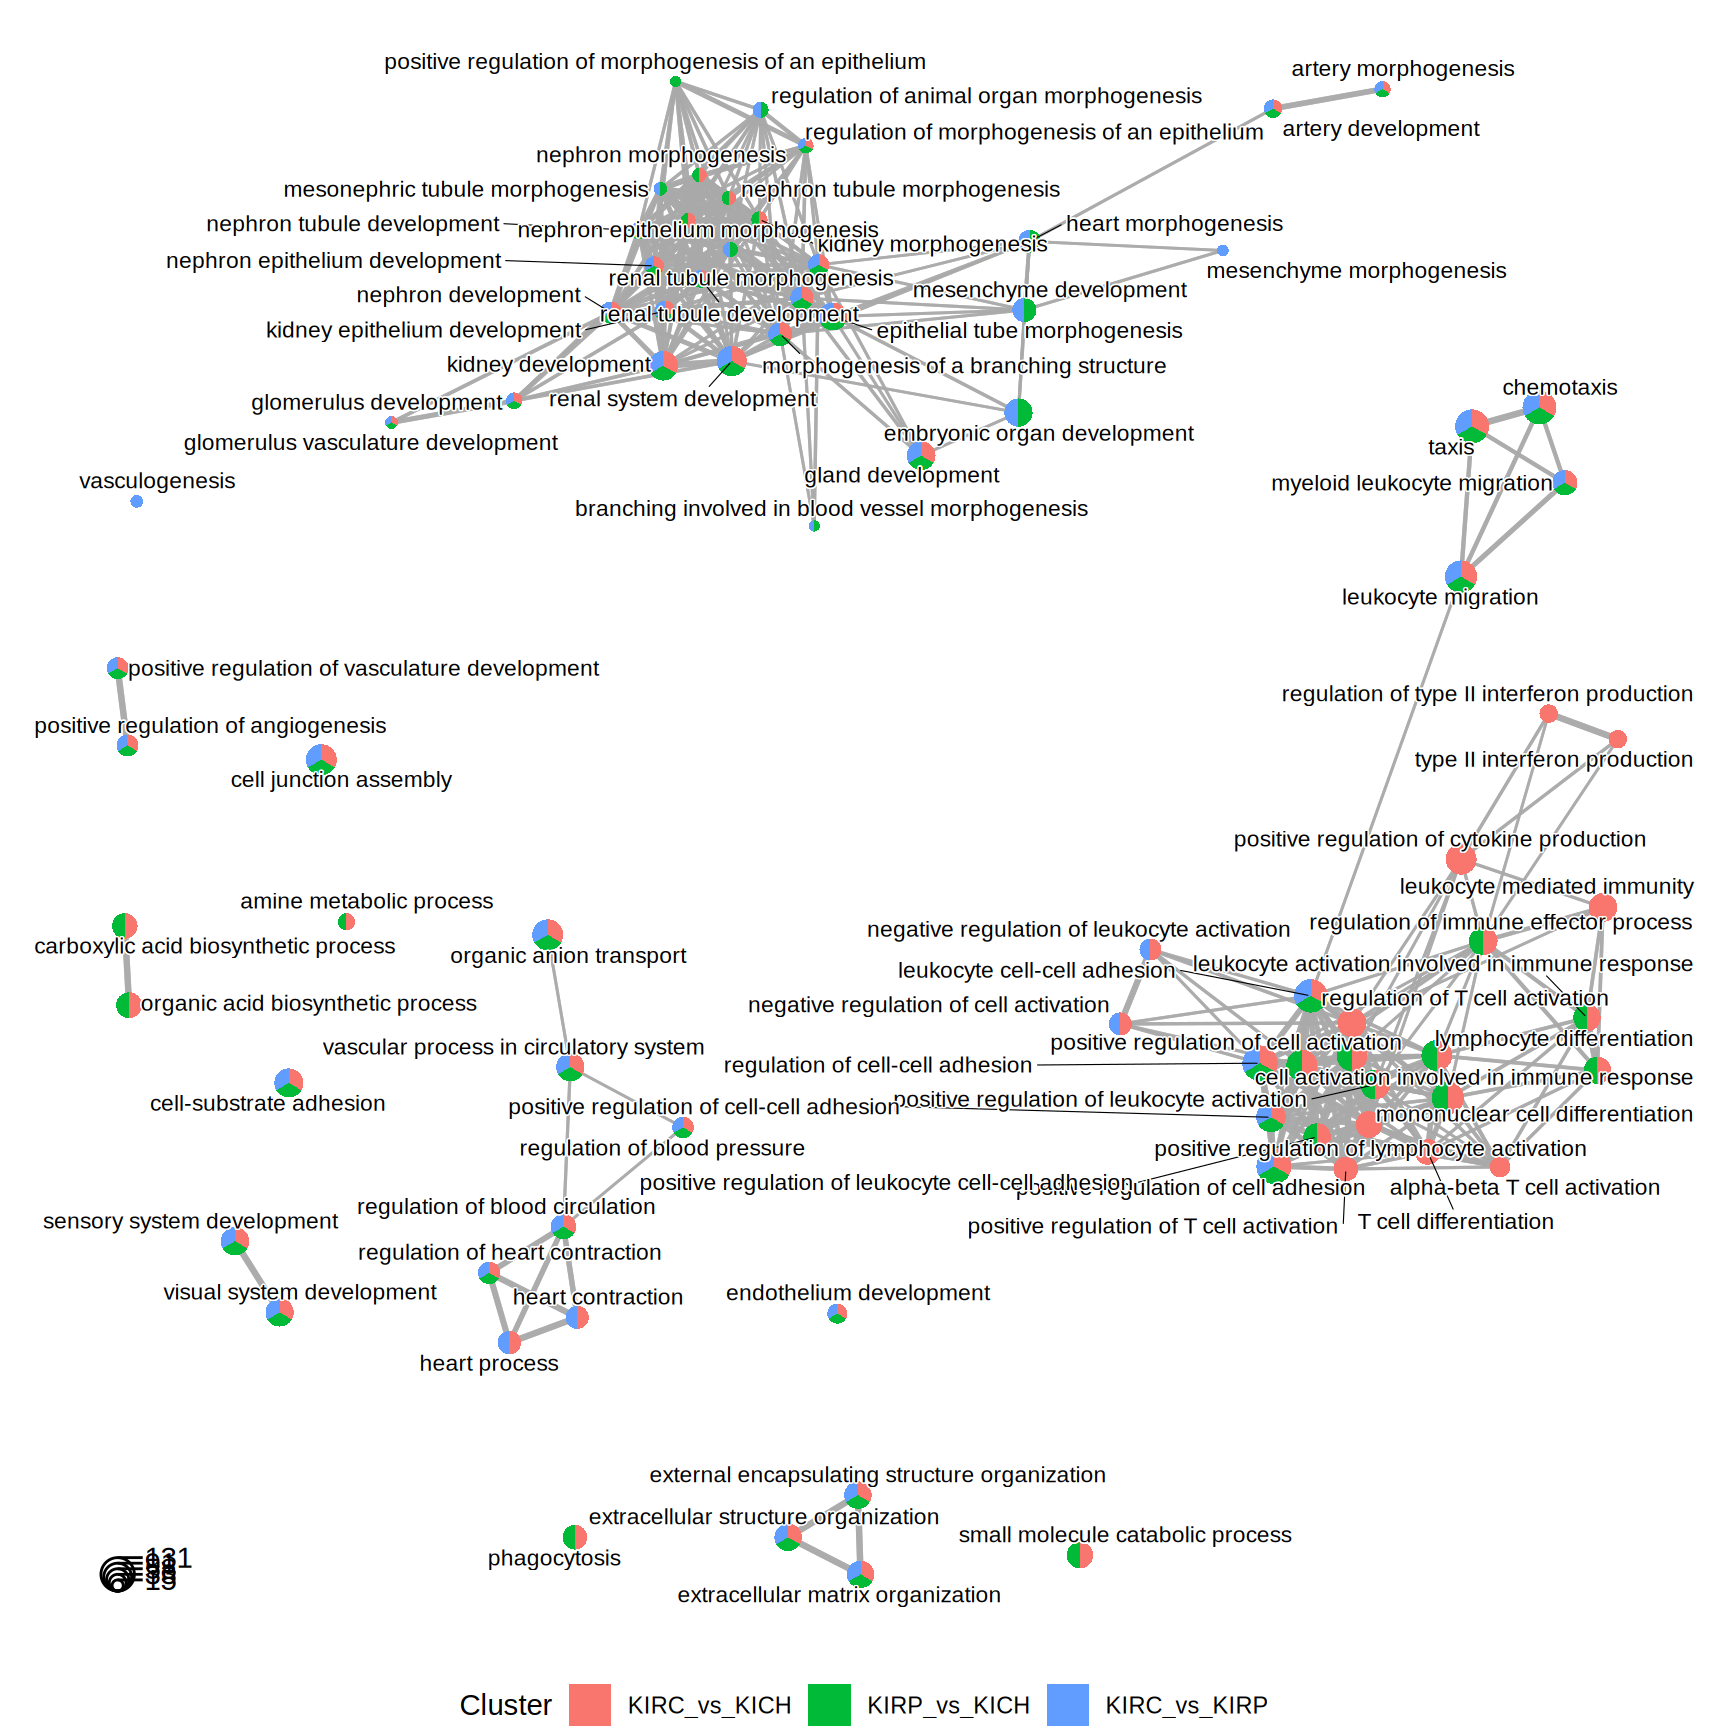 positive regulation of morphogenesis of an epithelium
artery morphogenesis
regulation of animal organ morphogenesis
regulation of morphogenesis of an epithelium
artery development
nephron morphogenesis
mesonephric tubule morphogenesis
nephron tubule morphogenesis
nephron tubule development
nephron epithelium morphogenesis
heart morphogenesis
kidney morphogenesis
nephron epithelium development
mesenchyme morphogenesis
renal tubule morphogenesis
nephron development
mesenchyme development
renal tubule development
kidney epithelium development
epithelial tube morphogenesis
kidney development
morphogenesis of a branching structure
chemotaxis
glomerulus development
renal system development
glomerulus vasculature development
embryonic organ development
taxis
vasculogenesis
gland development
myeloid leukocyte migration
branching involved in blood vessel morphogenesis
leukocyte migration
positive regulation of vasculature development
regulation of type II interferon production
positive regulation of angiogenesis
type II interferon production
cell junction assembly
positive regulation of cytokine production
leukocyte mediated immunity
amine metabolic process
regulation of immune effector process
negative regulation of leukocyte activation
carboxylic acid biosynthetic process
organic anion transport
leukocyte activation involved in immune response
leukocyte cell-cell adhesion
regulation of T cell activation
organic acid biosynthetic process
negative regulation of cell activation
positive regulation of cell activation
lymphocyte differentiation
vascular process in circulatory system
regulation of cell-cell adhesion
cell activation involved in immune response
cell-substrate adhesion
positive regulation of cell-cell adhesion
positive regulation of leukocyte activation
mononuclear cell differentiation
regulation of blood pressure
positive regulation of lymphocyte activation
positive regulation of leukocyte cell-cell adhesion
positive regulation of cell adhesion
alpha-beta T cell activation
regulation of blood circulation
sensory system development
positive regulation of T cell activation
T cell differentiation
regulation of heart contraction
visual system development
heart contraction
endothelium development
heart process
external encapsulating structure organization
extracellular structure organization
small molecule catabolic process
phagocytosis
extracellular matrix organization
131
13
Cluster
KIRC_vs_KICH
KIRP_vs_KICH
KIRC_vs_KIRP